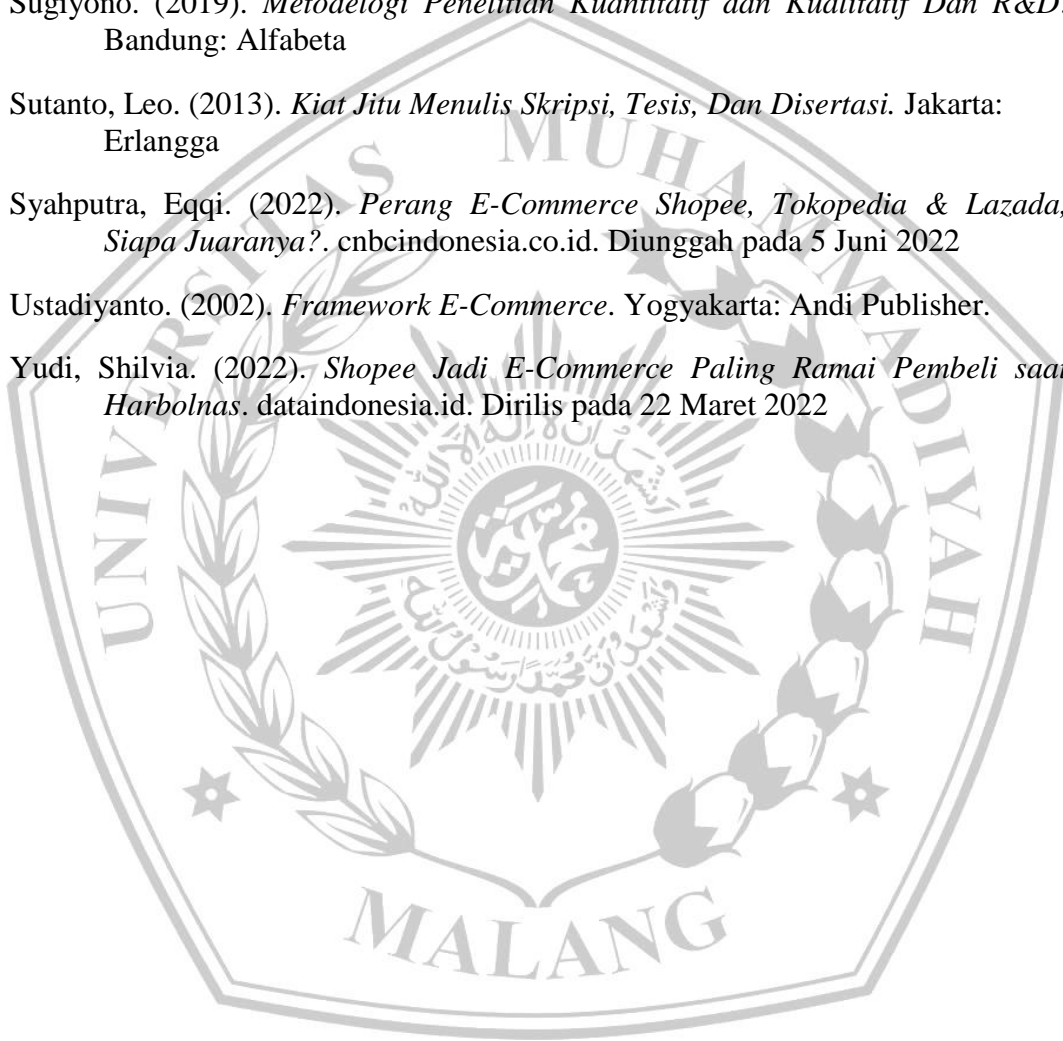 Sugiyono. (2019). Metodelogi Penelitian Kuantitatif dan Kualitatif Dan R&D.
Bandung: Alfabeta
Sutanto, Leo. (2013). Kiat Jitu Menulis Skripsi, Tesis, Dan Disertasi. Jakarta:
Erlangga
Syahputra, Eqqi. (2022). Perang E-Commerce Shopee, Tokopedia & Lazada,
Siapa Juaranya?. cnbcindonesia.co.id. Diunggah pada 5 Juni 2022
Ustadiyanto. (2002). Framework E-Commerce. Yogyakarta: Andi Publisher.
Yudi, Shilvia. (2022). Shopee Jadi E-Commerce Paling Ramai Pembeli saat
Harbolnas. dataindonesia.id. Dirilis pada 22 Maret 2022
UNIVERSITAS MUHAMMADIYAH
MALANG